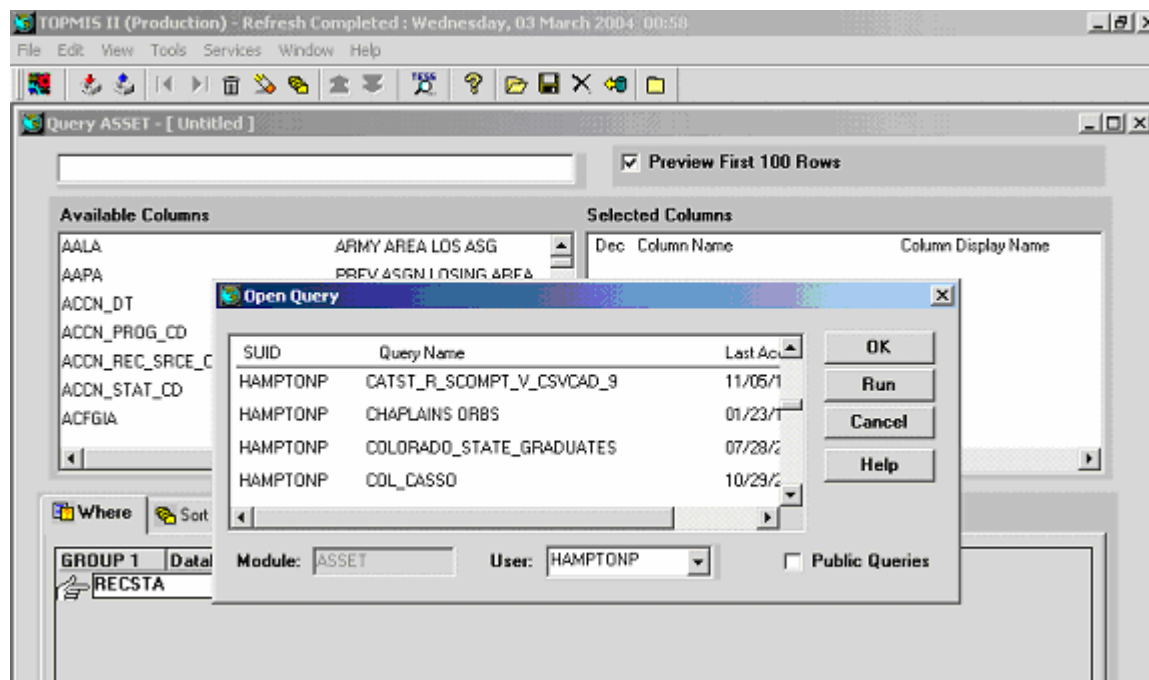 TOPMIS II (Production) - Refresh Completed : Wednesday, 03 March 2004 00:58
File Edit View Tools Services Window Help
TESS
Query ASSET - [ Untitled ]
Preview First 100 Rows
Available Columns
Selected Columns
AALA ARMY AREA LOS ASG
Dec Column Name Column Display Name
AAPA PREV ASGN LOSING AREA
ACCN_DT
ACCN_PROG_CD
ACCN_REC_SRCE_C
ACCN_STAT_CD
ACFGIA
Open Query
SUID Query Name Last Acc
HAMPTONP CATST_R_SCOMPT_V_CSVCAD_9 11/05/1
HAMPTONP CHAPLAINS ORBS 01/23/1
HAMPTONP COLORADO_STATE_GRADUATES 07/28/2
HAMPTONP COL_CASSO 10/29/2
OK
Run
Cancel
Help
Module: ASSET User: HAMPTONP Public Queries
Where Sort
GROUP 1 Datab
RECSTA